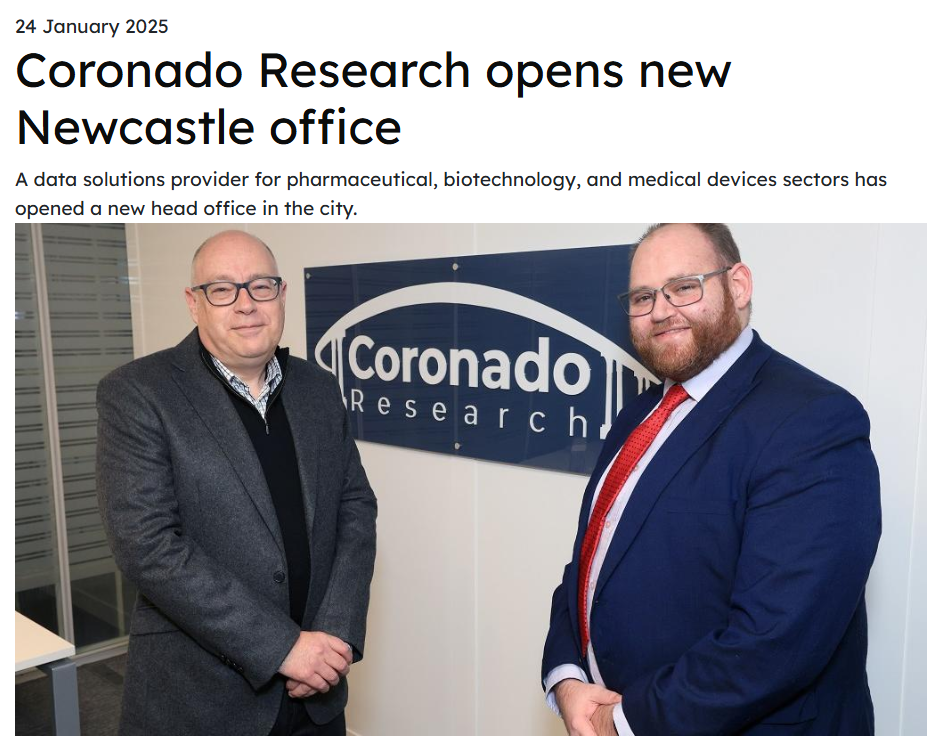 24 January 2025
Coronado Research opens new
Newcastle office
A data solutions provider for pharmaceutical, biotechnology, and medical devices sectors has
opened a new head office in the city.
Coronado
Research